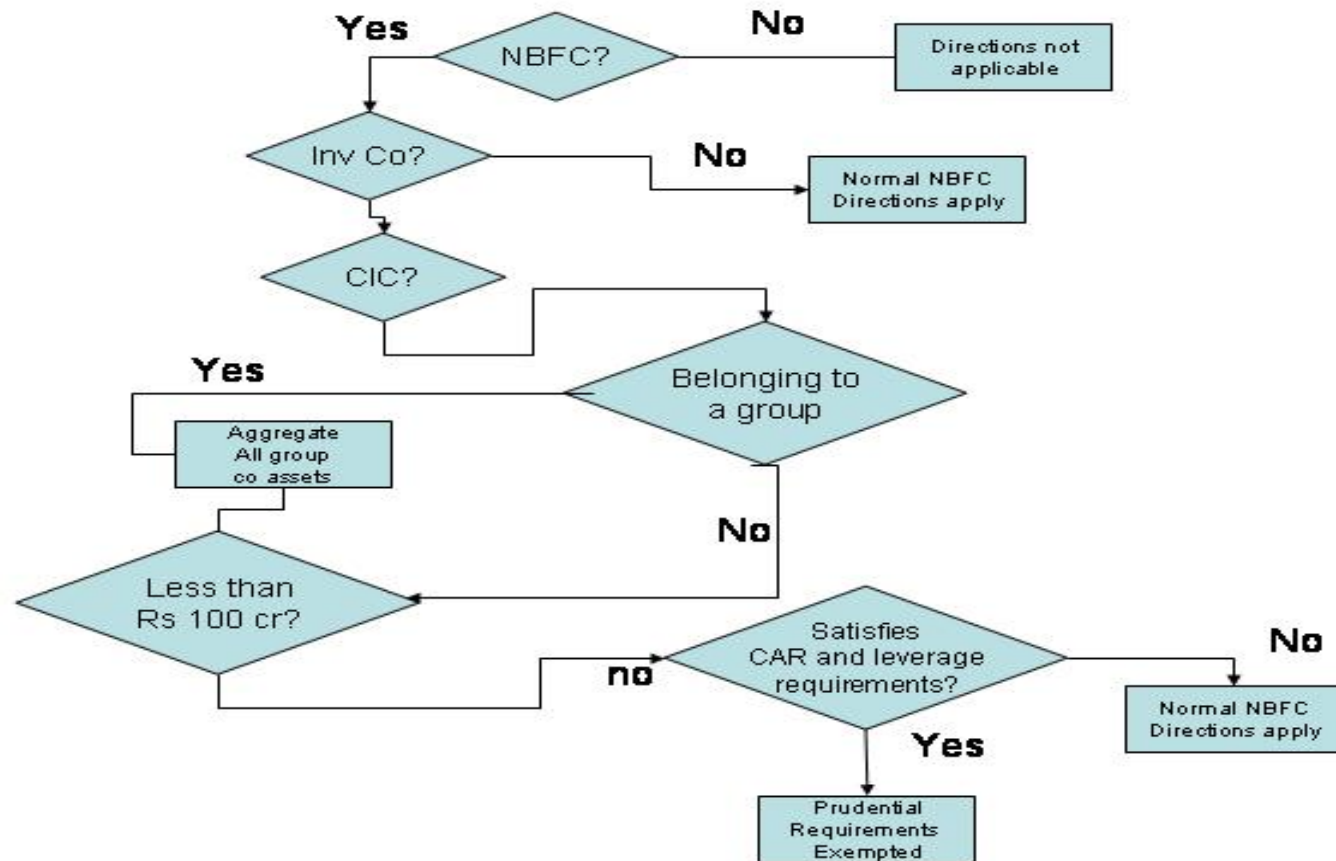 Yes
No
NBFC?
Directions not
applicable
Inv Co?
No
Normal NBFC
Directions apply
CIC?
Yes
Belonging to
a group
Aggregate
All group
co assets
No
Less than
Rs 100 cr?
no
Satisfies
CAR and leverage
requirements?
No
Normal NBFC
Directions apply
Yes
Prudential
Requirements
Exempted